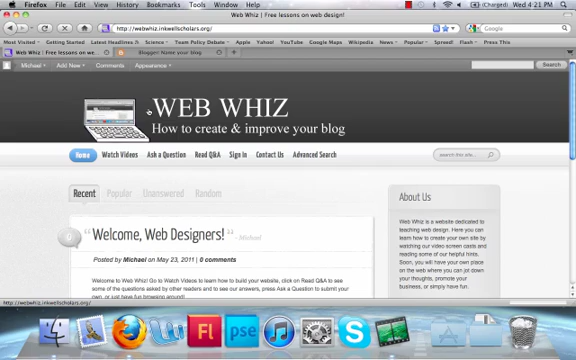 Firefox File Edit View History Bookmarks Tools Window Help
(Charged) Wed 4:21 PM
Web Whiz | Free lessons on web design!
http://webwhiz.inkwellscholars.org/
Google
Most Visited Getting Started Latest Headlines Science Team Policy Debate Apple Yahoo! YouTube Google Maps Wikipedia News Popular Spread! Flash Press This
Web Whiz | Free lessons on we...
Blogger: Name your blog
Michael Add New Comments Appearance Search
WEB WHIZ
How to create & improve your blog
Home Watch Videos Ask a Question Read Q&A Sign In Contact Us Advanced Search
search this site...
Recent Popular Unanswered Random
About Us
0
“ Welcome, Web Designers! ” - Michael
Posted by Michael on May 23, 2011 | 0 comments
Welcome to Web Whiz! Go to Watch Videos to learn how to build your website, click on Read Q&A to see
some of the questions asked by other readers and to see our answers, press Ask a Question to submit your
own, or just have fun browsing around!
Web Whiz is a website dedicated to
teaching web design. Here you can
learn how to create your own site by
watching our video screen casts and
reading some of our helpful hints.
Soon, you will have your own place
on the web where you can jot down
your thoughts, promote your
business, or simply have fun.
http://webwhiz.inkwellscholars.org/
Fl
pse